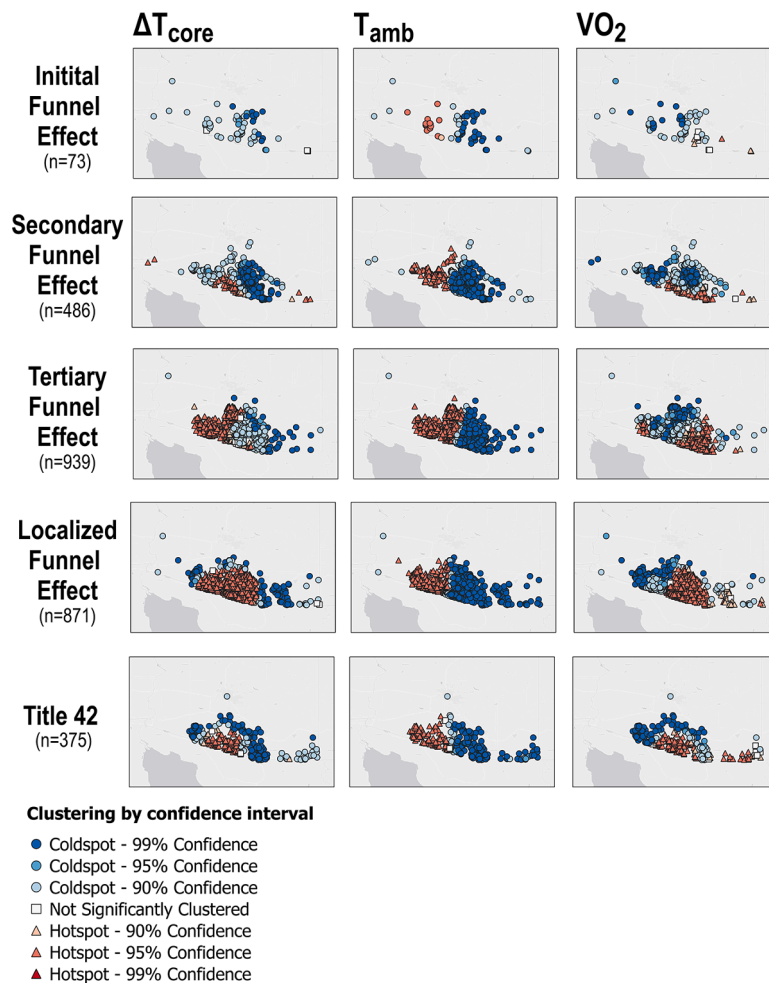 ΔTcore Tamb VO2
Initital
Funnel
Effect
(n=73)
Secondary
Funnel
Effect
(n=486)
Tertiary
Funnel
Effect
(n=939)
Localized
Funnel
Effect
(n=871)
Title 42
(n=375)
Clustering by confidence interval
Coldspot - 99% Confidence
Coldspot - 95% Confidence
Coldspot - 90% Confidence
Not Significantly Clustered
Hotspot - 90% Confidence
Hotspot - 95% Confidence
Hotspot - 99% Confidence